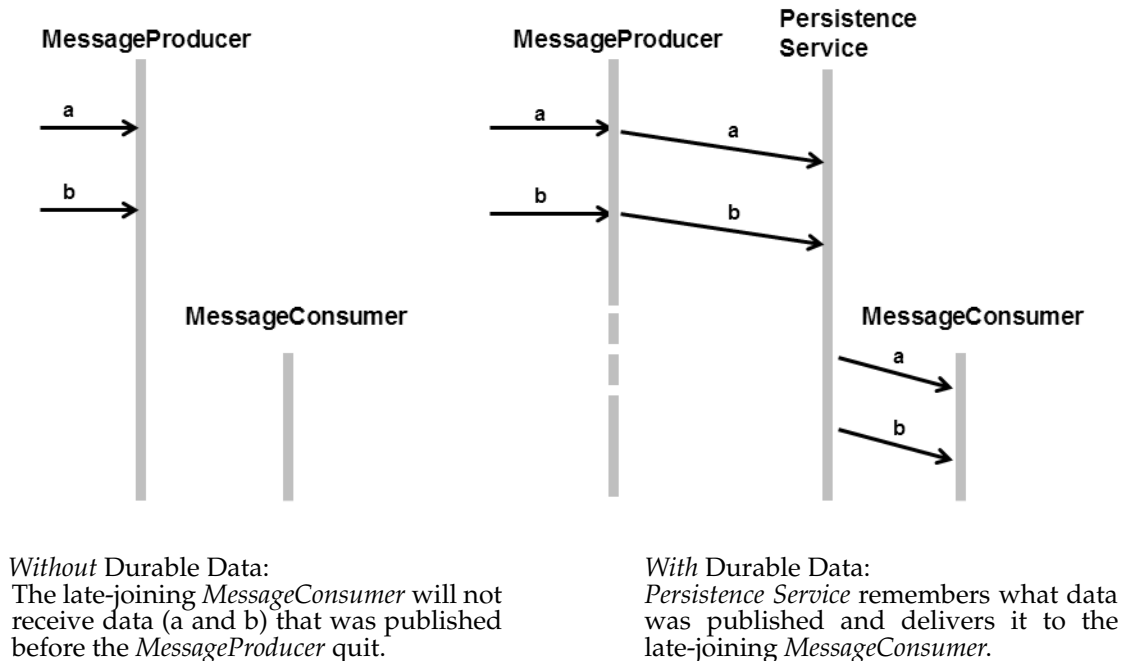 MessageProducer
a
b
MessageConsumer
MessageProducer
Persistence
Service
a
a
b
b
MessageConsumer
a
b
Without Durable Data:
The late-joining MessageConsumer will not
receive data (a and b) that was published
before the MessageProducer quit.
With Durable Data:
Persistence Service remembers what data
was published and delivers it to the
late-joining MessageConsumer.